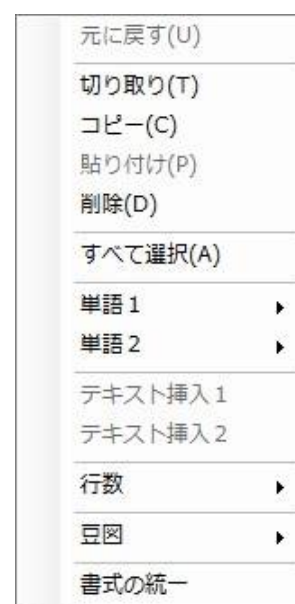 元に戻す(U)
切り取り(T)
コピー(C)
貼り付け(P)
削除(D)
すべて選択(A)
単語１
単語２
テキスト挿入１
テキスト挿入２
行数
豆図
書式の統一